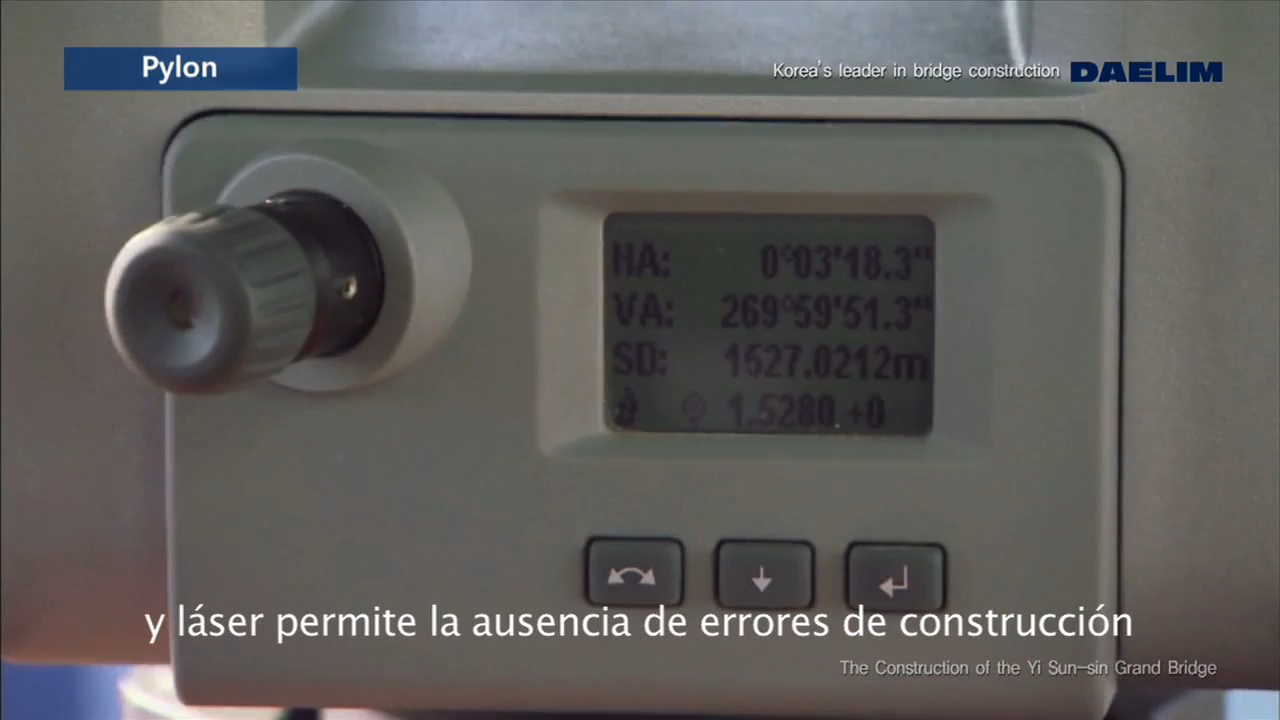 Pylon
Korea's leader in bridge construction DAELIM
HA: 0°03'18.3"
VA: 269°59'51.3"
SD: 1527.0212m
1.5280 +0
y láser permite la ausencia de errores de construcción
The Construction of the Yi Sun-sin Grand Bridge